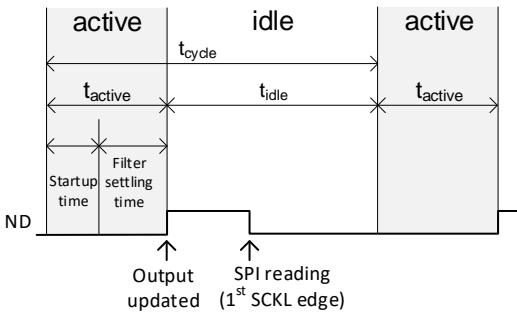 active idle active
tcycle
tactive tidle tactive
Startup time
Filter settling time
ND
Output updated
SPI reading
(1st SCKL edge)